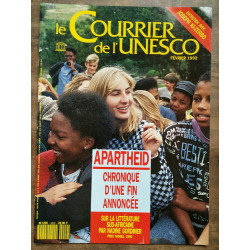 le Courrier
de l'UNESCO
FÉVRIER 1992
APARTHEID
CHRONIQUE
D'UNE FIN
ANNONCÉE
SUR LA LITTÉRATURE
SUD-AFRICAINE
PAR NADINE GORDIMER